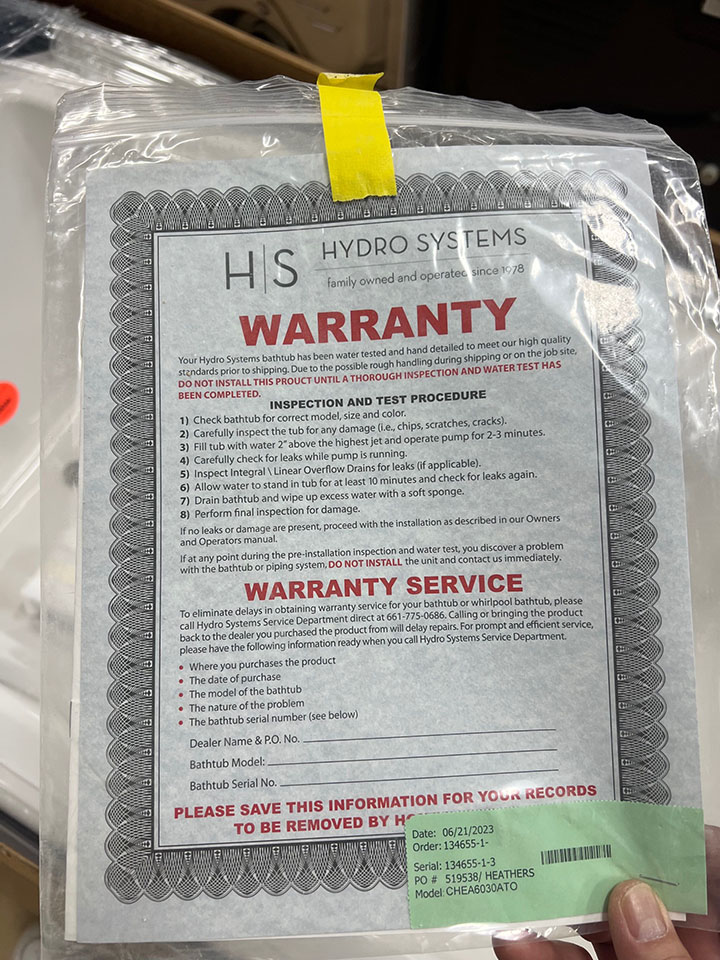 H|S HYDRO SYSTEMS
family owned and operated since 1978
WARRANTY
Your Hydro Systems bathtub has been water tested and hand detailed to meet our high quality
standards prior to shipping. Due to the possible rough handling during shipping or on the job site,
DO NOT INSTALL THIS PROUCT UNTIL A THOROUGH INSPECTION AND WATER TEST HAS
BEEN COMPLETED.
INSPECTION AND TEST PROCEDURE
1) Check bathtub for correct model, size and color.
2) Carefully inspect the tub for any damage (i.e., chips, scratches, cracks).
3) Fill tub with water 2" above the highest jet and operate pump for 2-3 minutes.
4) Carefully check for leaks while pump is running.
5) Inspect Integral \ Linear Overflow Drains for leaks (if applicable).
6) Allow water to stand in tub for at least 10 minutes and check for leaks again.
7) Drain bathtub and wipe up excess water with a soft sponge.
8) Perform final inspection for damage.
If no leaks or damage are present, proceed with the installation as described in our Owners
and Operators manual.
If at any point during the pre-installation inspection and water test, you discover a problem
with the bathtub or piping system, DO NOT INSTALL the unit and contact us immediately.
WARRANTY SERVICE
To eliminate delays in obtaining warranty service for your bathtub or whirlpool bathtub, please
call Hydro Systems Service Department direct at 661-775-0686. Calling or bringing the product
back to the dealer you purchased the product from will delay repairs. For prompt and efficient service,
please have the following information ready when you call Hydro Systems Service Department.
• Where you purchases the product
• The date of purchase
• The model of the bathtub
• The nature of the problem
• The bathtub serial number (see below)
Dealer Name & P.O. No.
Bathtub Model:
Bathtub Serial No.
PLEASE SAVE THIS INFORMATION FOR YOUR RECORDS
TO BE REMOVED BY
Date: 06/21/2023
Order: 134655-1-
Serial: 134655-1-3
PO # 519538/ HEATHERS
Model: CHEA6030ATO